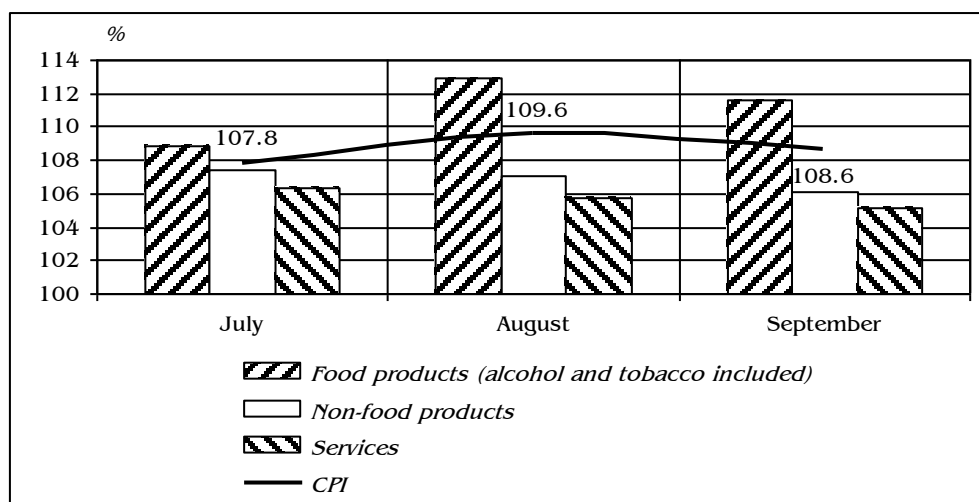 %
114
112
110
108
106
104
102
100
107.8
109.6
108.6
July
August
September
Food products (alcohol and tobacco included)
Non-food products
Services
CPI